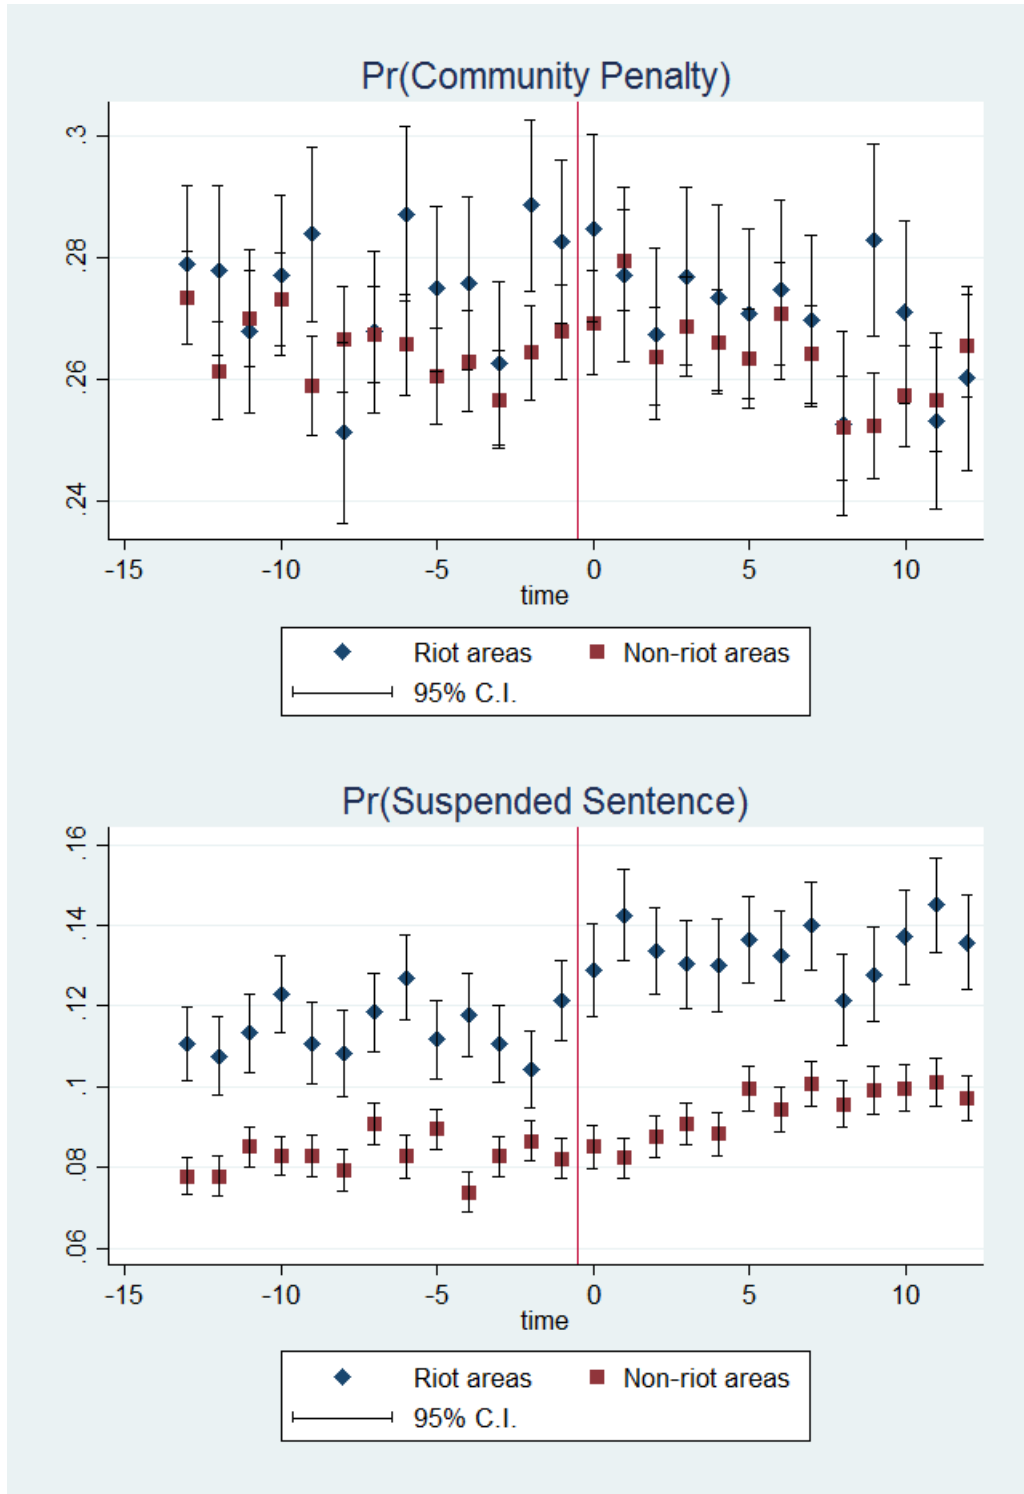 Pr(Community Penalty)
.3
.28
.26
.24
-15 -10 -5 0 5 10
time
Riot areas Non-riot areas
95% C.I.
Pr(Suspended Sentence)
.16
.14
.12
.1
.08
.06
-15 -10 -5 0 5 10
time
Riot areas Non-riot areas
95% C.I.